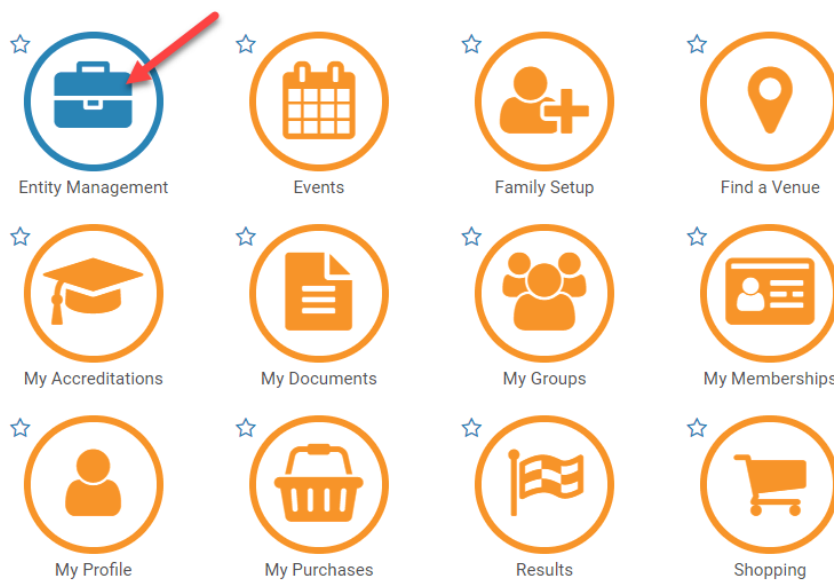 Entity Management
Events
Family Setup
Find a Venue
My Accreditations
My Documents
My Groups
My Memberships
My Profile
My Purchases
Results
Shopping